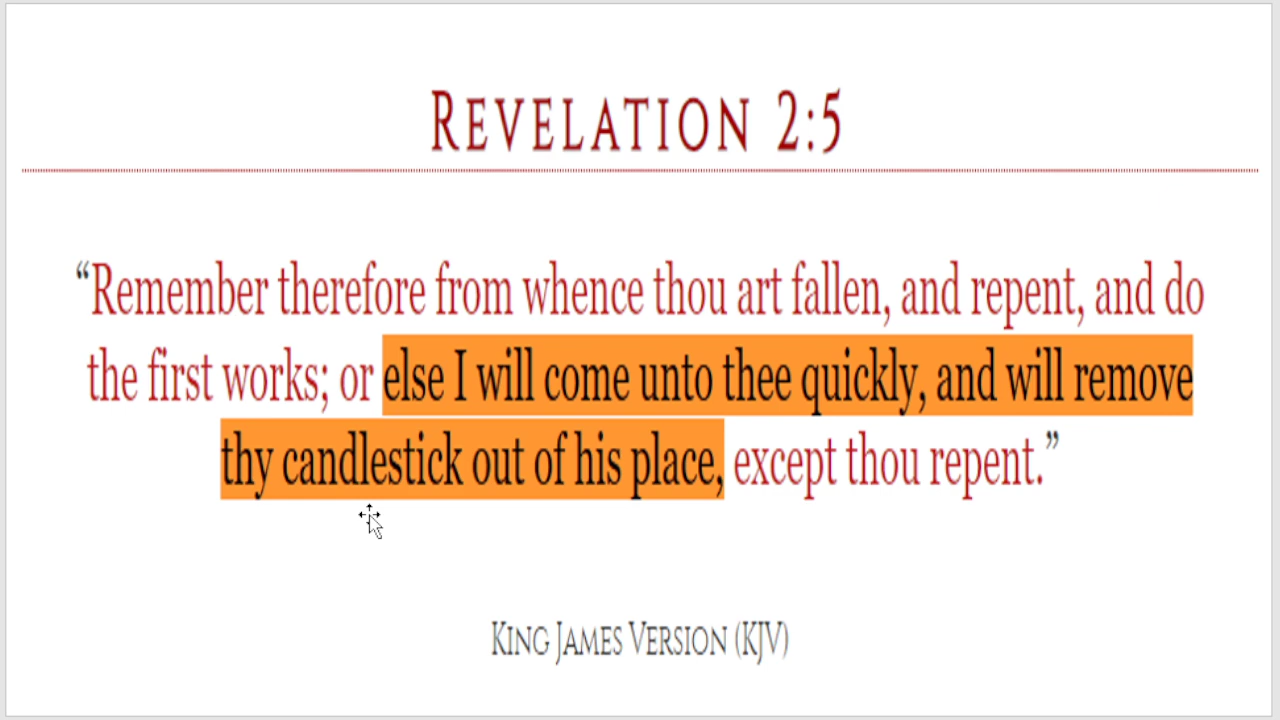 REVELATION 2:5
“Remember therefore from whence thou art fallen, and repent, and do
the first works; or else I will come unto thee quickly, and will remove
thy candlestick out of his place, except thou repent.”
KING JAMES VERSION (KJV)